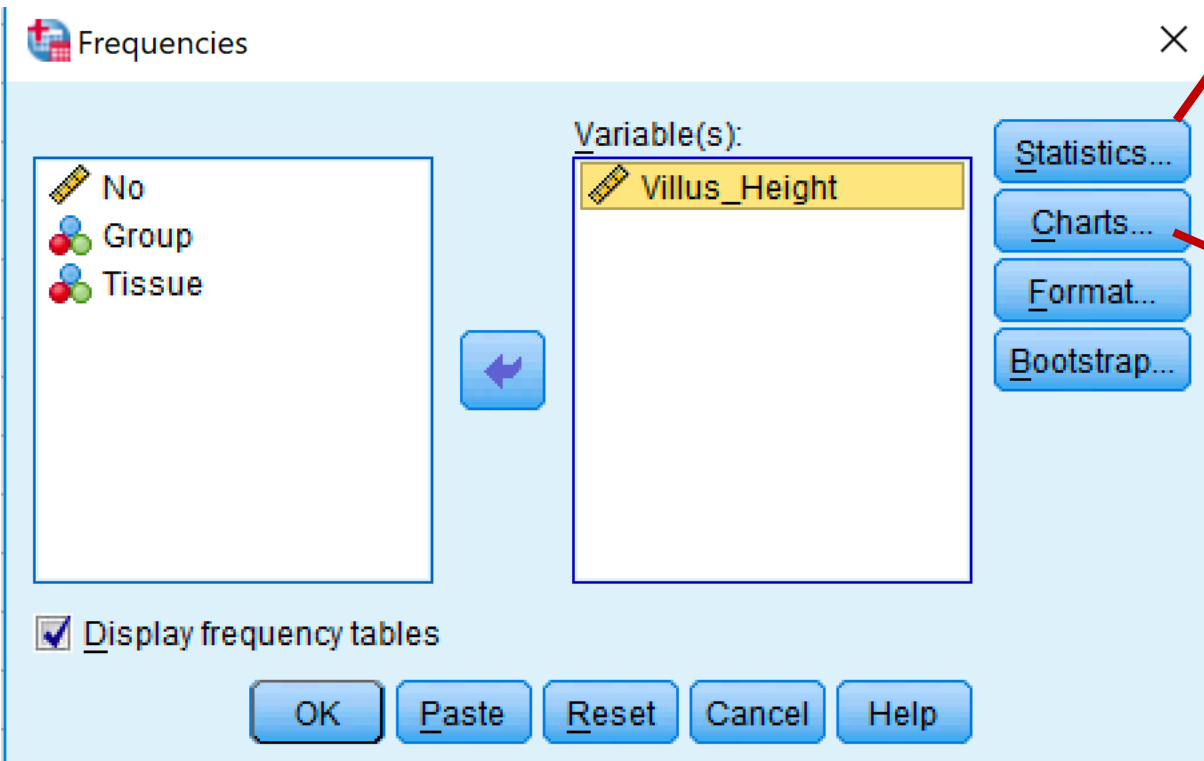 Frequencies
Variable(s):
No
Group
Tissue
Villus_Height
Statistics...
Charts...
Format...
Bootstrap...
Display frequency tables
OK Paste Reset Cancel Help